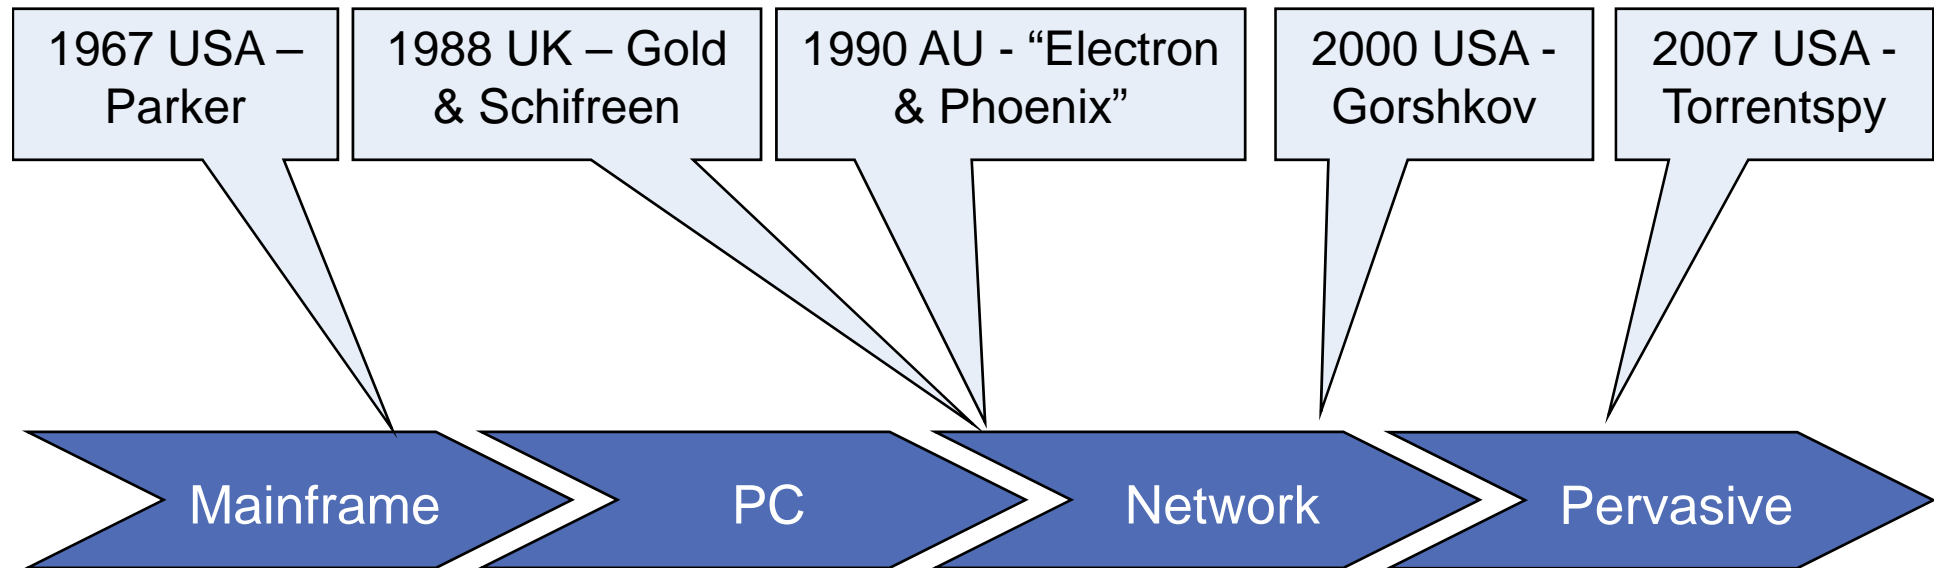 1967 USA –
Parker
1988 UK – Gold
& Schifreen
1990 AU - “Electron
& Phoenix”
2000 USA -
Gorshkov
2007 USA -
Torrentspy
Mainframe
PC
Network
Pervasive